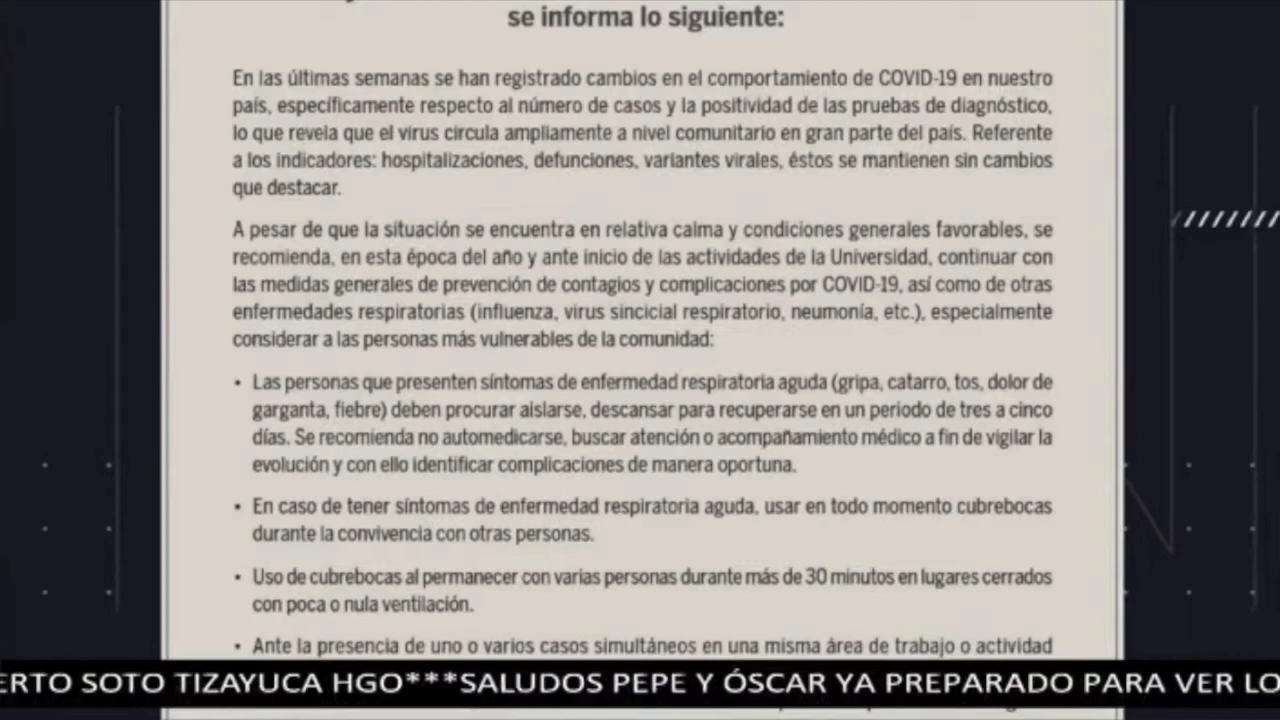 se informa lo siguiente:
En las últimas semanas se han registrado cambios en el comportamiento de COVID-19 en nuestro
país, específicamente respecto al número de casos y la positividad de las pruebas de diagnóstico,
lo que revela que el virus circula ampliamente a nivel comunitario en gran parte del país. Referente
a los indicadores: hospitalizaciones, defunciones, variantes virales, éstos se mantienen sin cambios
que destacar.
A pesar de que la situación se encuentra en relativa calma y condiciones generales favorables, se
recomienda, en esta época del año y ante inicio de las actividades de la Universidad, continuar con
las medidas generales de prevención de contagios y complicaciones por COVID-19, así como de otras
enfermedades respiratorias (influenza, virus sincicial respiratorio, neumonía, etc.), especialmente
considerar a las personas más vulnerables de la comunidad:
• Las personas que presenten síntomas de enfermedad respiratoria aguda (gripa, catarro, tos, dolor de
garganta, fiebre) deben procurar aislarse, descansar para recuperarse en un periodo de tres a cinco
días. Se recomienda no automedicarse, buscar atención o acompañamiento médico a fin de vigilar la
evolución y con ello identificar complicaciones de manera oportuna.
• En caso de tener síntomas de enfermedad respiratoria aguda, usar en todo momento cubrebocas
durante la convivencia con otras personas.
• Uso de cubrebocas al permanecer con varias personas durante más de 30 minutos en lugares cerrados
con poca o nula ventilación.
• Ante la presencia de uno o varios casos simultáneos en una misma área de trabajo o actividad
ERTO SOTO TIZAYUCA HGO***SALUDOS PEPE Y ÓSCAR YA PREPARADO PARA VER LO